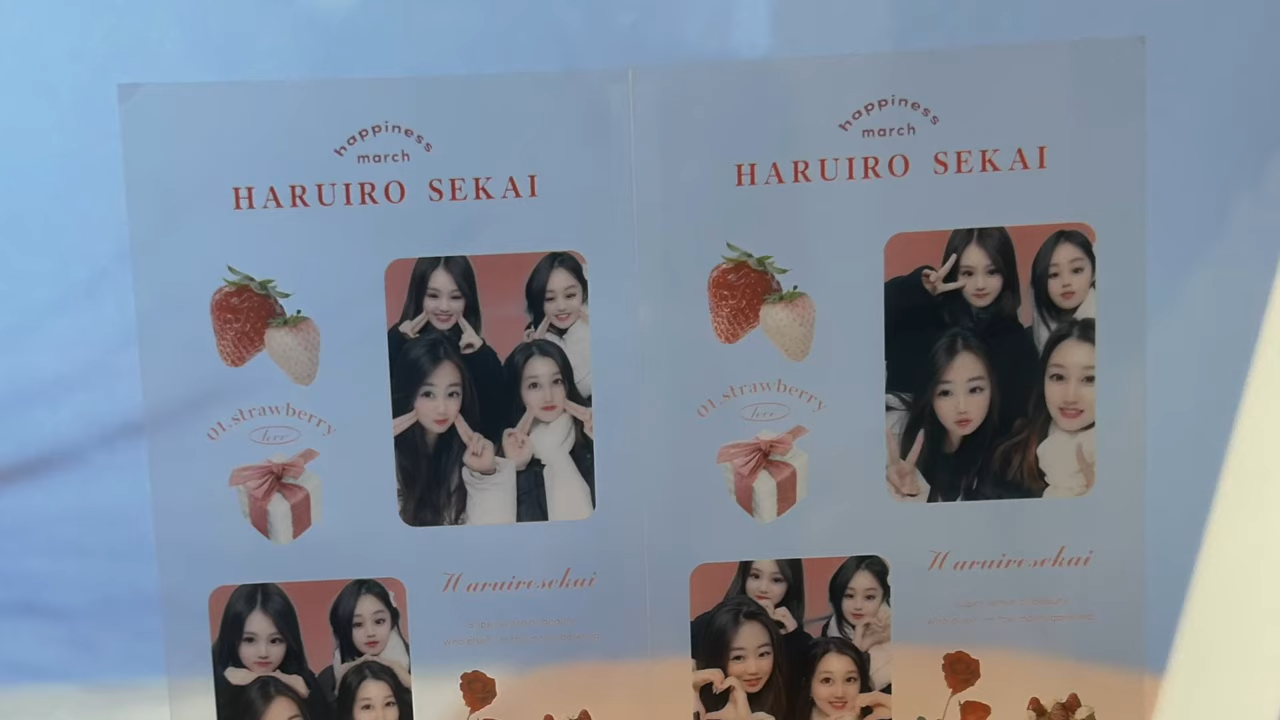 happiness
march
HARUIRO SEKAI
01.strawberry
Haruirosekai
happiness
march
HARUIRO SEKAI
01.strawberry
Haruirosekai